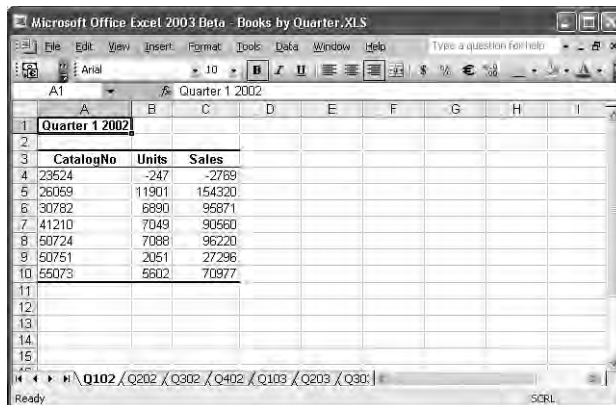 Microsoft Office Excel 2003 Beta - Books by Quarter.XLS
File Edit View Insert Format Tools Data Window Help Type a question for help
Arial 10 B I U $ % €
A1 fx Quarter 1 2002
A B C D E F G H I
1 Quarter 1 2002
2
3 CatalogNo Units Sales
4 23524 -247 -2769
5 26059 11901 154320
6 30782 6890 95871
7 41210 7049 90560
8 50724 7088 96220
9 50751 2051 27296
10 55073 5602 70977
11
12
13
14
15
Q102 Q202 Q302 Q402 Q103 Q203 Q30
Ready SCRL